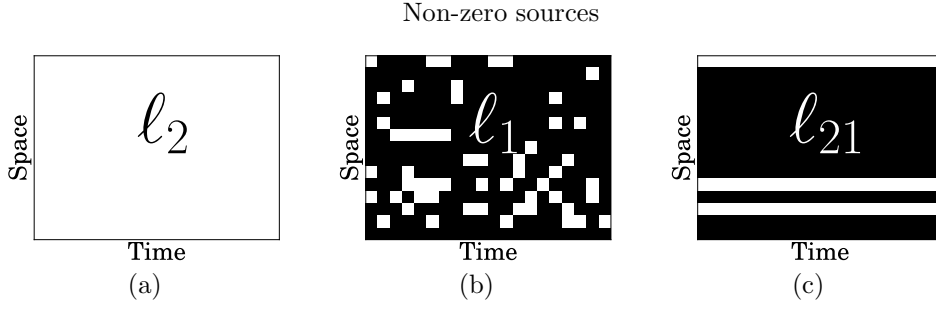 Non-zero sources
Space
ℓ₂
Time
(a)
Space
ℓ₁
Time
(b)
Space
ℓ₂₁
Time
(c)